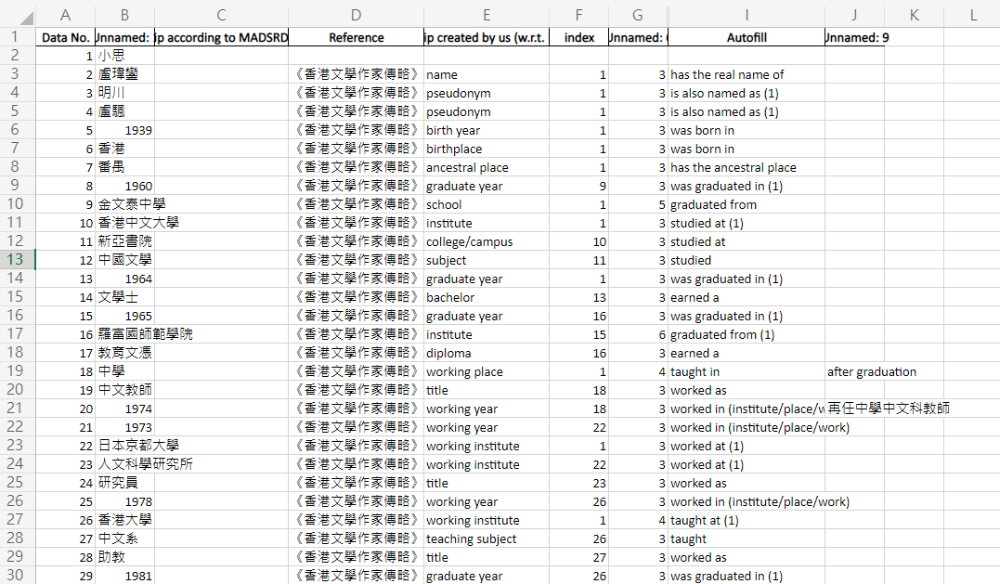 A B C D E F G I J K L
1 Data No. Unnamed: ip according to MADSRD Reference ip created by us (w.r.t. index Unnamed: Autofill Unnamed: 9
2 1 小思
3 2 盧瑋鑾 《香港文學作家傳略》 name 1 3 has the real name of
4 3 明川 《香港文學作家傳略》 pseudonym 1 3 is also named as (1)
5 4 盧颿 《香港文學作家傳略》 pseudonym 1 3 is also named as (1)
6 5 1939 《香港文學作家傳略》 birth year 1 3 was born in
7 6 香港 《香港文學作家傳略》 birthplace 1 3 was born in
8 7 番禺 《香港文學作家傳略》 ancestral place 1 3 has the ancestral place
9 8 1960 《香港文學作家傳略》 graduate year 9 3 was graduated in (1)
10 9 金文泰中學 《香港文學作家傳略》 school 1 5 graduated from
11 10 香港中文大學 《香港文學作家傳略》 institute 1 3 studied at (1)
12 11 新亞書院 《香港文學作家傳略》 college/campus 10 3 studied at
13 12 中國文學 《香港文學作家傳略》 subject 11 3 studied
14 13 1964 《香港文學作家傳略》 graduate year 1 3 was graduated in (1)
15 14 文學士 《香港文學作家傳略》 bachelor 13 3 earned a
16 15 1965 《香港文學作家傳略》 graduate year 16 3 was graduated in (1)
17 16 羅富國師範學院 《香港文學作家傳略》 institute 15 6 graduated from (1)
18 17 教育文憑 《香港文學作家傳略》 diploma 16 3 earned a
19 18 中學 《香港文學作家傳略》 working place 1 4 taught in after graduation
20 19 中文教師 《香港文學作家傳略》 title 18 3 worked as
21 20 1974 《香港文學作家傳略》 working year 18 3 worked in (institute/place/w 再任中學中文科教師
22 21 1973 《香港文學作家傳略》 working year 22 3 worked in (institute/place/work)
23 22 日本京都大學 《香港文學作家傳略》 working institute 1 3 worked at (1)
24 23 人文科學研究所 《香港文學作家傳略》 working institute 22 3 worked at (1)
25 24 研究員 《香港文學作家傳略》 title 23 3 worked as
26 25 1978 《香港文學作家傳略》 working year 26 3 worked in (institute/place/work)
27 26 香港大學 《香港文學作家傳略》 working institute 1 4 taught at (1)
28 27 中文系 《香港文學作家傳略》 teaching subject 26 3 taught
29 28 助教 《香港文學作家傳略》 title 27 3 worked as
30 29 1981 《香港文學作家傳略》 graduate year 26 3 was graduated in (1)